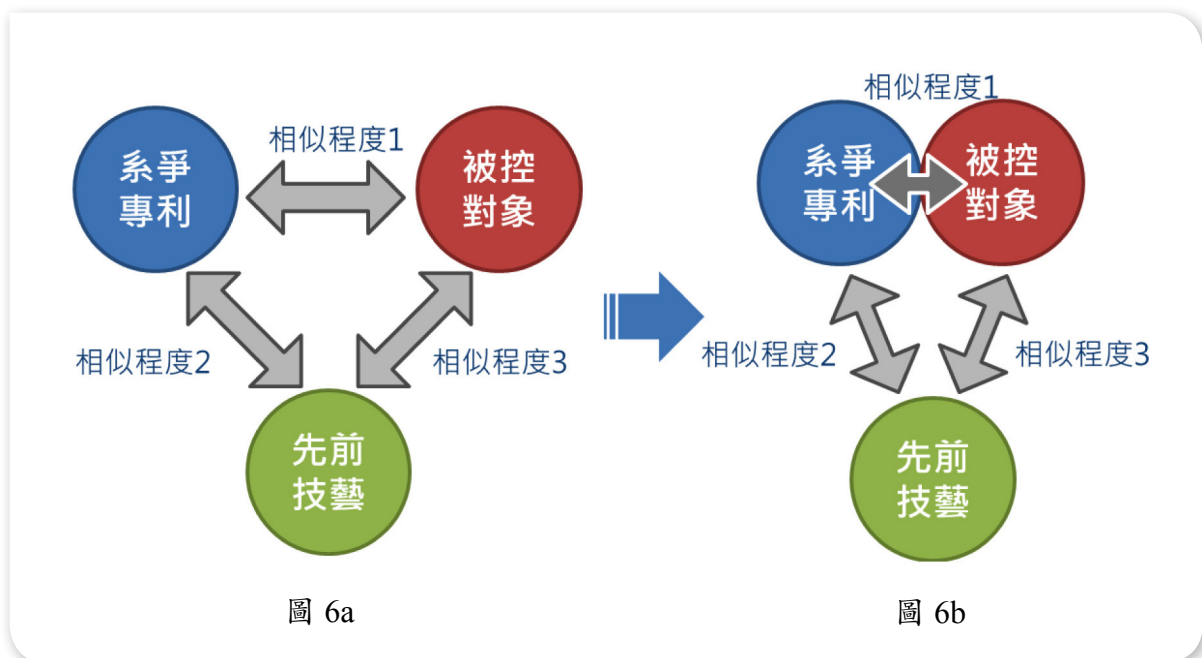 相似程度1
系爭
專利
被控
對象
相似程度2
相似程度3
先前
技藝
圖 6a
相似程度1
系爭
專利
被控
對象
相似程度2
相似程度3
先前
技藝
圖 6b